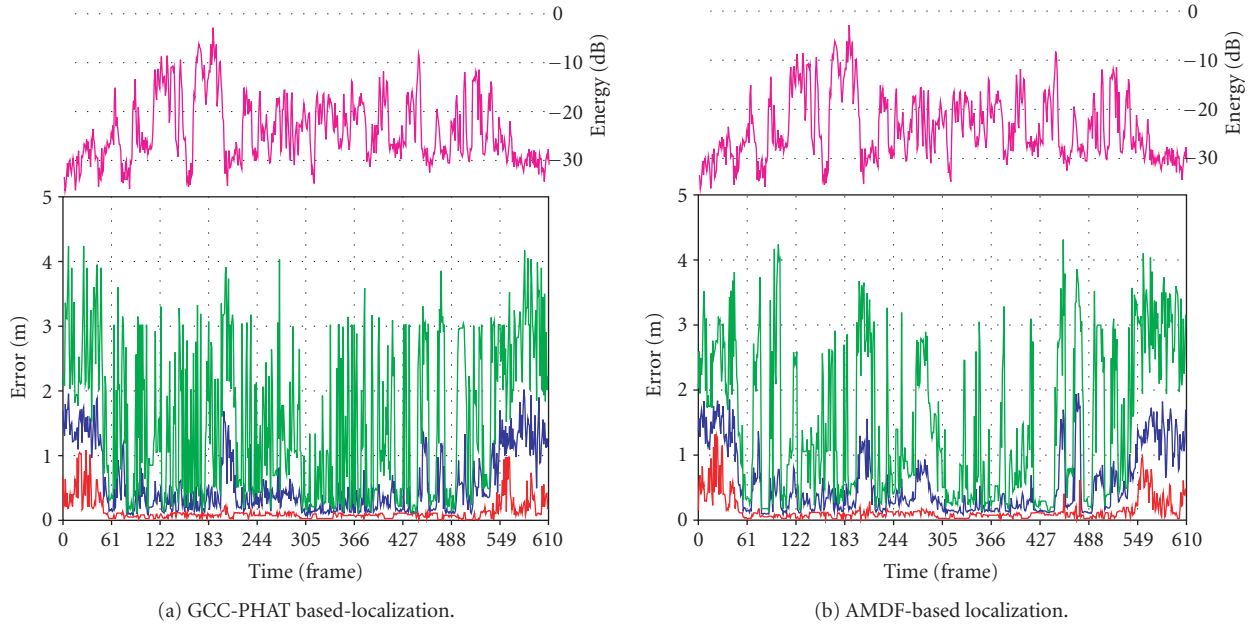 0
−10
−20
−30
Energy (dB)
5
4
3
2
1
0
Error (m)
0 61 122 183 244 305 366 427 488 549 610
Time (frame)
(a) GCC-PHAT based-localization.
0
−10
−20
−30
Energy (dB)
5
4
3
2
1
0
Error (m)
0 61 122 183 244 305 366 427 488 549 610
Time (frame)
(b) AMDF-based localization.